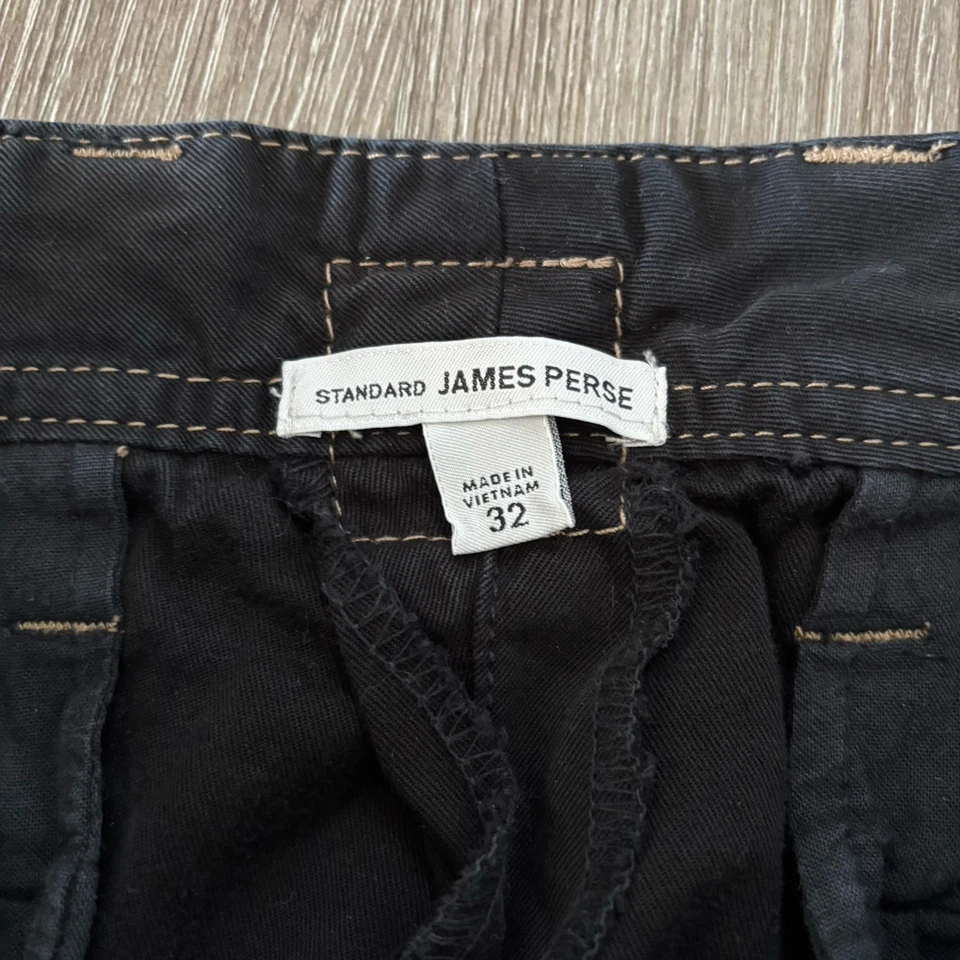 STANDARD JAMES PERSE
MADE IN
VIETNAM
32